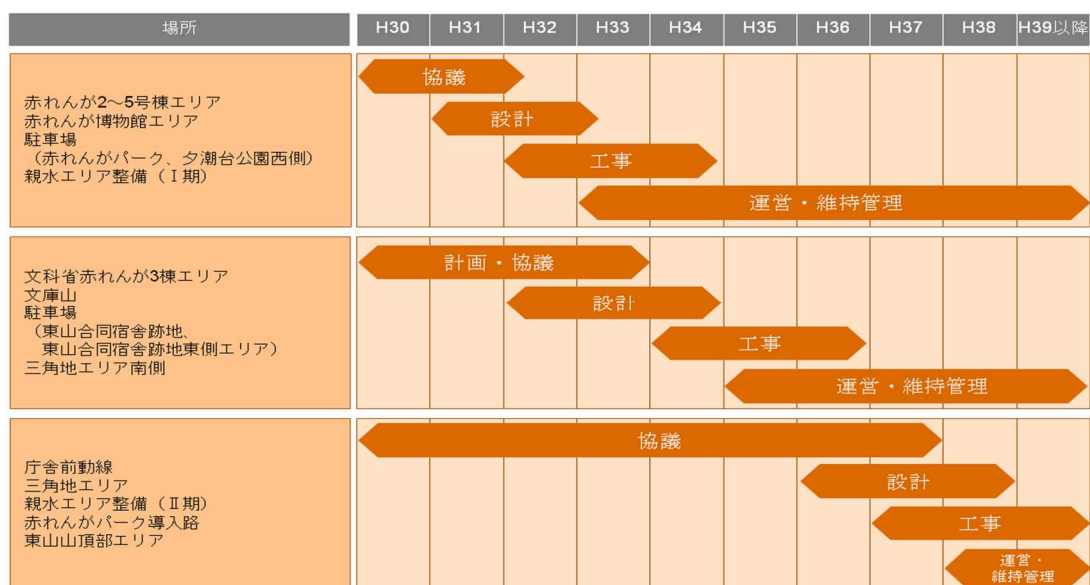 場所 H30 H31 H32 H33 H34 H35 H36 H37 H38 H39以降
赤れんが2～5号棟エリア
赤れんが博物館エリア
駐車場
（赤れんがパーク、夕潮台公園西側）
親水エリア整備（Ⅰ期）
協議
設計
工事
運営・維持管理
文科省赤れんが3棟エリア
文庫山
駐車場
（東山合同宿舎跡地、
東山合同宿舎跡地東側エリア）
三角地エリア南側
計画・協議
設計
工事
運営・維持管理
庁舎前動線
三角地エリア
親水エリア整備（Ⅱ期）
赤れんがパーク導入路
東山山頂部エリア
協議
設計
工事
運営・
維持管理